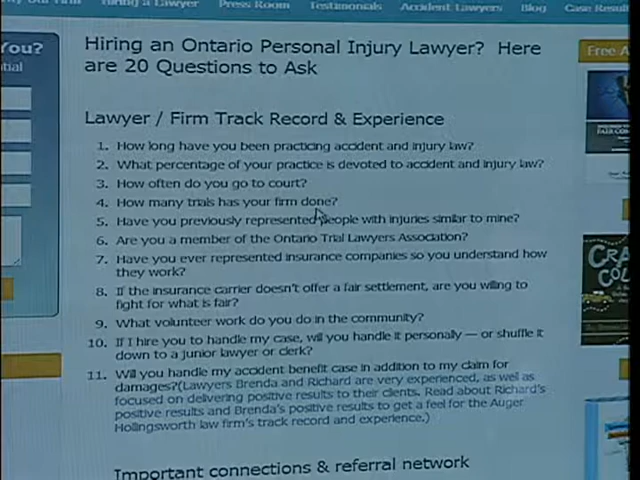 Hiring a Lawyer Press Room Testimonials Accident Lawyers Blog Case Results
You?
Free
Hiring an Ontario Personal Injury Lawyer? Here
are 20 Questions to Ask
Lawyer / Firm Track Record & Experience
1. How long have you been practicing accident and injury law?
2. What percentage of your practice is devoted to accident and injury law?
3. How often do you go to court?
4. How many trials has your firm done?
5. Have you previously represented people with injuries similar to mine?
6. Are you a member of the Ontario Trial Lawyers Association?
7. Have you ever represented insurance companies so you understand how
they work?
8. If the insurance carrier doesn't offer a fair settlement, are you willing to
fight for what is fair?
9. What volunteer work do you do in the community?
10. If I hire you to handle my case, will you handle it personally — or shuffle it
down to a junior lawyer or clerk?
11. Will you handle my accident benefit case in addition to my claim for
damages?(Lawyers Brenda and Richard are very experienced, as well as
focused on delivering positive results to their clients. Read about Richard's
positive results and Brenda's positive results to get a feel for the Auger
Hollingsworth law firm's track record and experience.)
Important connections & referral network